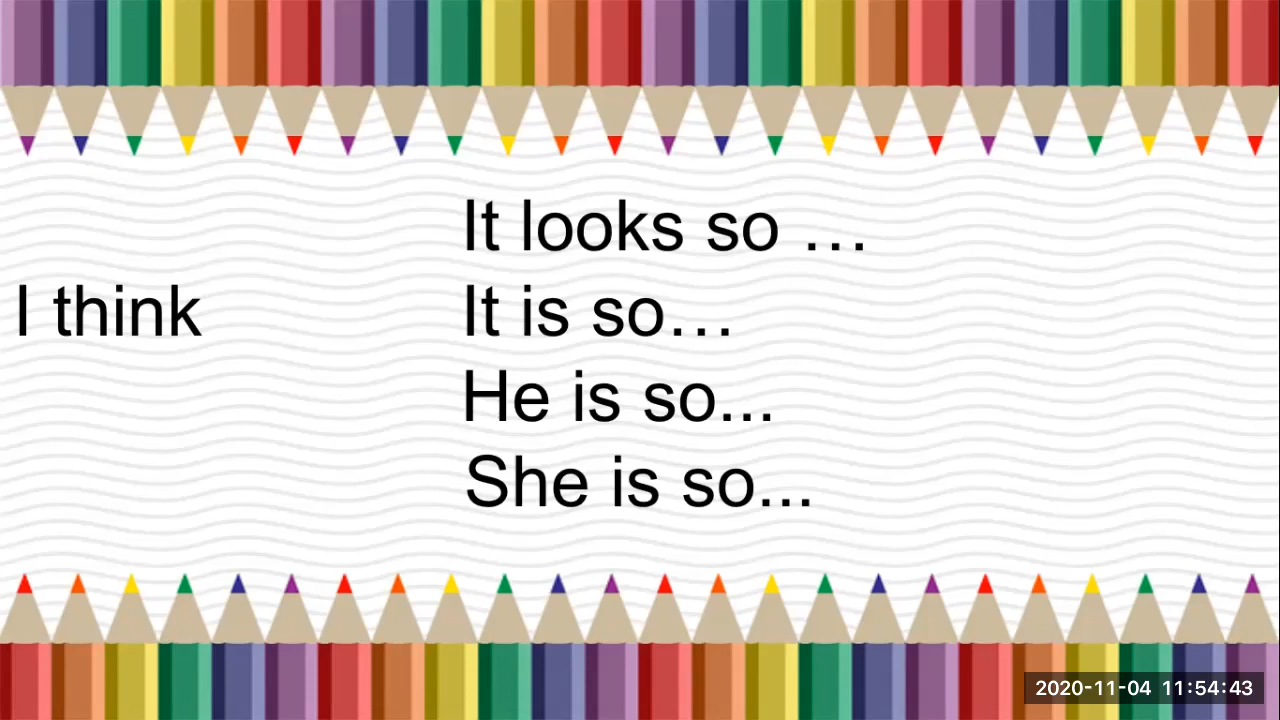 It looks so …
I think It is so…
He is so...
She is so...
2020-11-04 11:54:43